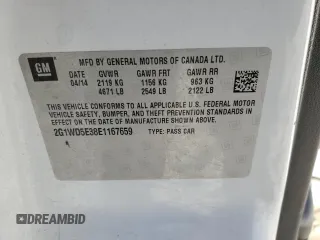 GM
MFD BY GENERAL MOTORS OF CANADA LTD.
DATE GVWR GAWR FRT GAWR RR
04/14 2119 KG 1156 KG 963 KG
4671 LB 2549 LB 2122 LB
THIS VEHICLE CONFORMS TO ALL APPLICABLE U.S. FEDERAL MOTOR
VEHICLE SAFETY, BUMPER, AND THEFT PREVENTION STANDARDS IN
EFFECT ON THE DATE OF MANUFACTURE SHOWN ABOVE.
2G1WD5E38E1167659 TYPE: PASS CAR
DREAMBID